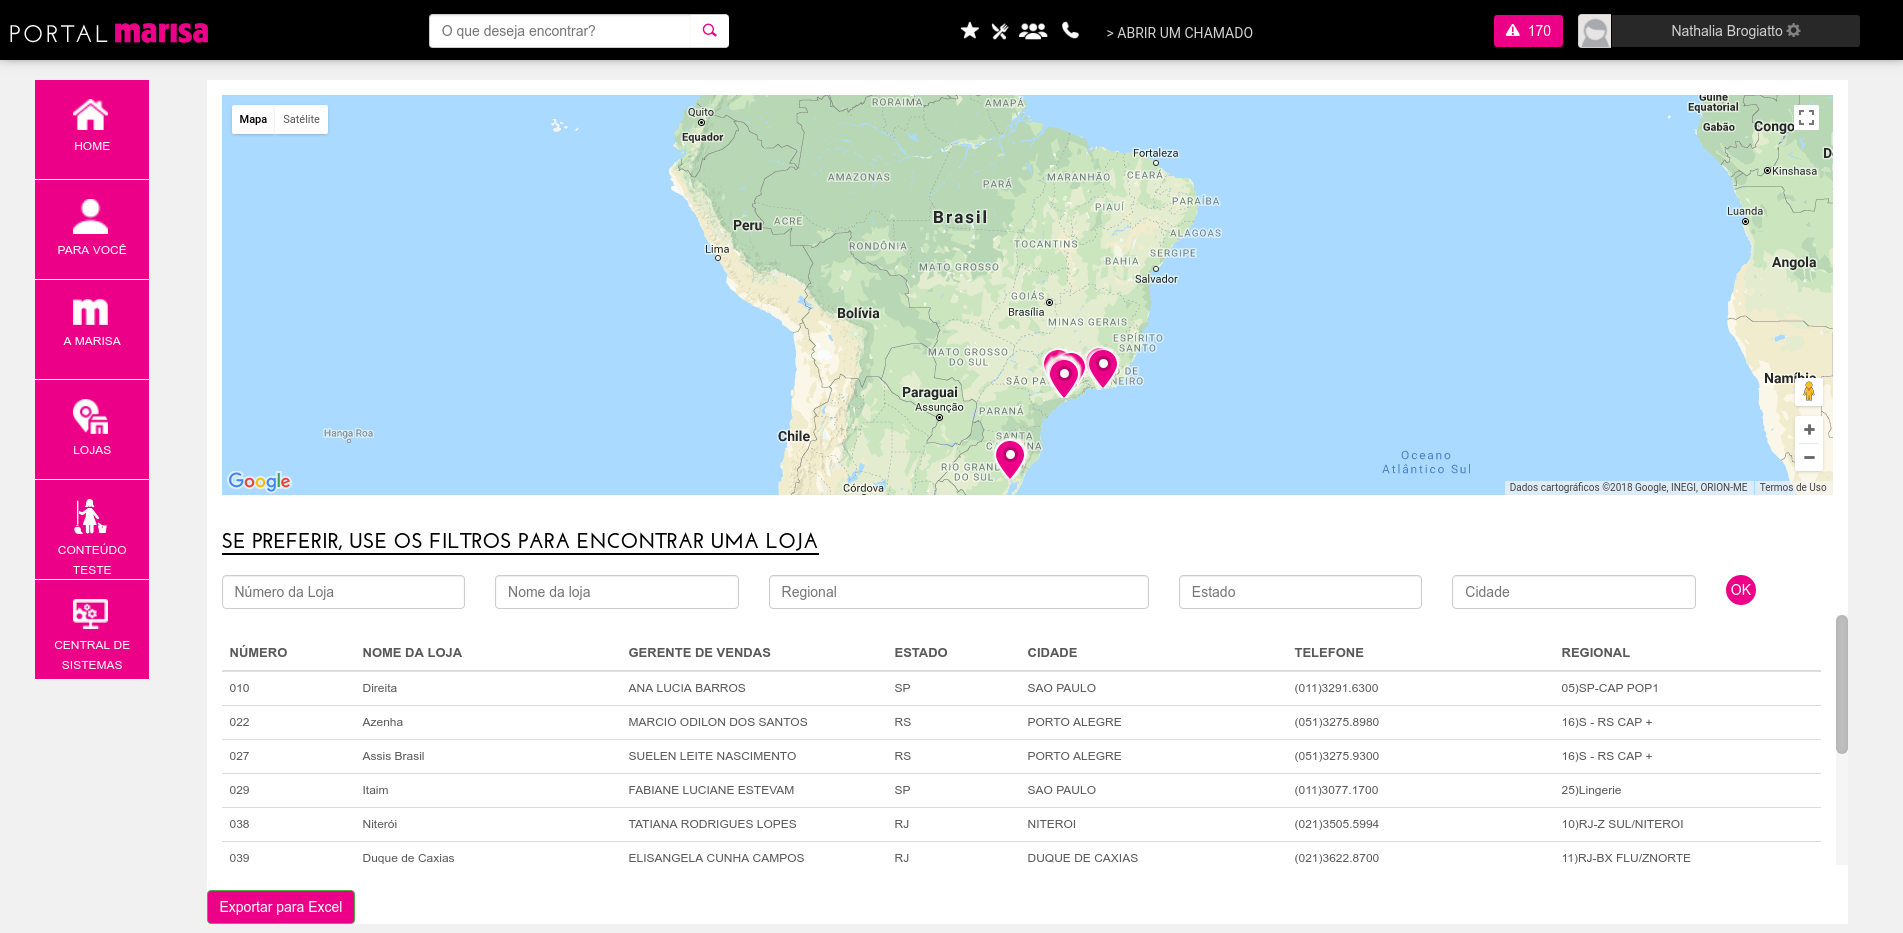 PORTAL marisa
O que deseja encontrar?
> ABRIR UM CHAMADO
170
Nathalia Brogiatto
HOME
PARA VOCÊ
A MARISA
LOJAS
CONTEÚDO
TESTE
CENTRAL DE
SISTEMAS
Mapa Satélite
Quito
Equador
RORAIMA
AMAPÁ
Guiné
Equatorial
Gabão
Congo
Kinshasa
Fortaleza
AMAZONAS
PARÁ
MARANHÃO
CEARÁ
PARAÍBA
PIAUÍ
Brasil
Peru
ACRE
Lima
RONDÔNIA
TOCANTINS
ALAGOAS
SERGIPE
BAHIA
MATO GROSSO
Salvador
Luanda
Angola
GOIÁS
Brasília
Bolívia
MINAS GERAIS
ESPÍRITO
SANTO
MATO GROSSO
DO SUL
SÃO PA
DE
NEIRO
Paraguai
Assunção
PARANÁ
Namíbia
Chile
Hanga Roa
SANTA
C
RINA
RIO GRAN
DO SUL
Córdova
Oceano
Atlântico Sul
Google
Dados cartográficos ©2018 Google, INEGI, ORION-ME Termos de Uso
SE PREFERIR, USE OS FILTROS PARA ENCONTRAR UMA LOJA
Número da Loja Nome da loja Regional Estado Cidade OK
NÚMERO NOME DA LOJA GERENTE DE VENDAS ESTADO CIDADE TELEFONE REGIONAL
010 Direita ANA LUCIA BARROS SP SAO PAULO (011)3291.6300 05)SP-CAP POP1
022 Azenha MARCIO ODILON DOS SANTOS RS PORTO ALEGRE (051)3275.8980 16)S - RS CAP +
027 Assis Brasil SUELEN LEITE NASCIMENTO RS PORTO ALEGRE (051)3275.9300 16)S - RS CAP +
029 Itaim FABIANE LUCIANE ESTEVAM SP SAO PAULO (011)3077.1700 25)Lingerie
038 Niterói TATIANA RODRIGUES LOPES RJ NITEROI (021)3505.5994 10)RJ-Z SUL/NITEROI
039 Duque de Caxias ELISANGELA CUNHA CAMPOS RJ DUQUE DE CAXIAS (021)3622.8700 11)RJ-BX FLU/ZNORTE
Exportar para Excel